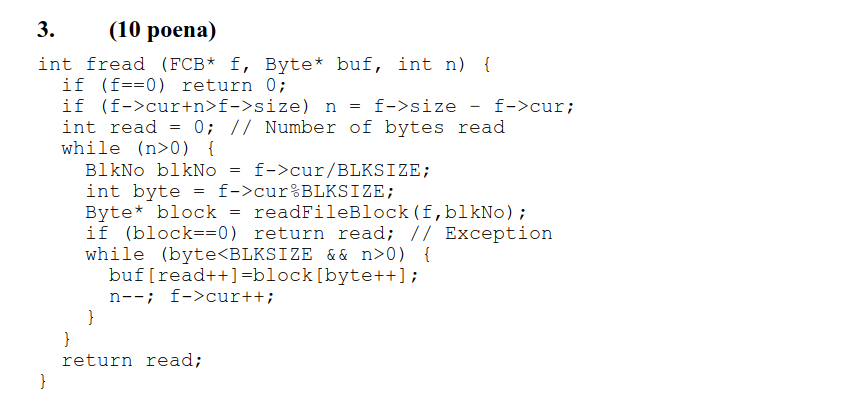 3. (10 poena)
int fread (FCB* f, Byte* buf, int n) {
  if (f==0) return 0;
  if (f->cur+n>f->size) n = f->size - f->cur;
  int read = 0; // Number of bytes read
  while (n>0) {
    BlkNo blkNo = f->cur/BLKSIZE;
    int byte = f->cur%BLKSIZE;
    Byte* block = readFileBlock(f,blkNo);
    if (block==0) return read; // Exception
    while (byte<BLKSIZE && n>0) {
      buf[read++]=block[byte++];
      n--; f->cur++;
    }
  }
  return read;
}